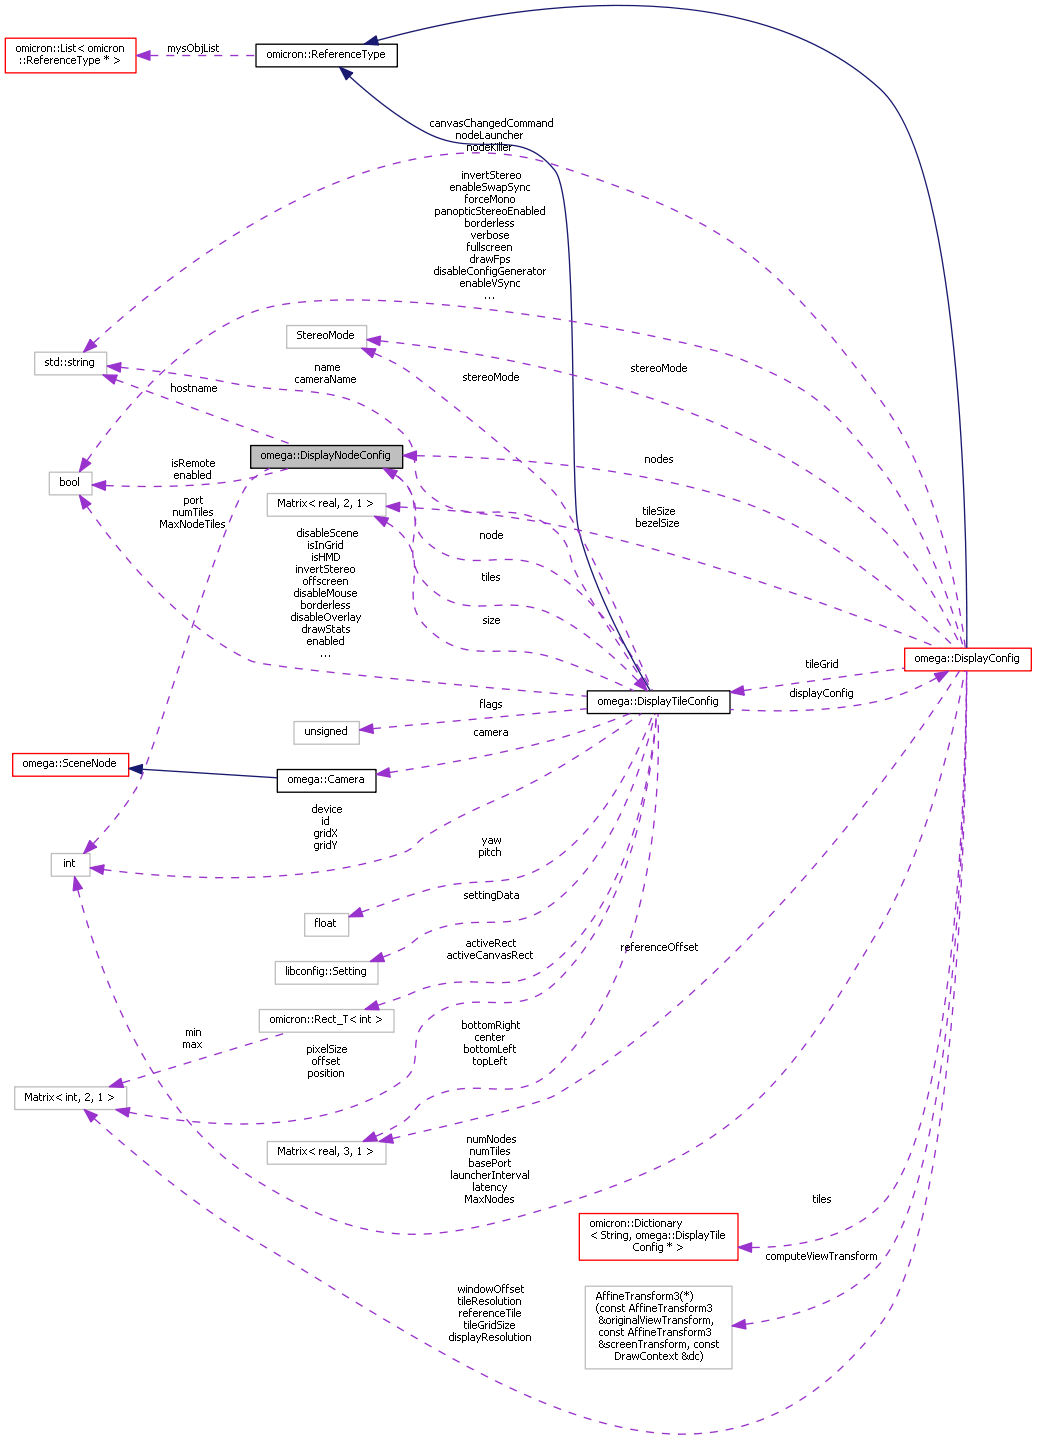 omicron::List< omicron
::ReferenceType * >
mysObjList
omicron::ReferenceType
canvasChangedCommand
nodeLauncher
nodeKiller
invertStereo
enableSwapSync
forceMono
panopticStereoEnabled
borderless
verbose
fullscreen
drawFps
disableConfigGenerator
enableVSync
...
StereoMode
std::string
name
cameraName
stereoMode
stereoMode
hostname
omega::DisplayNodeConfig
isRemote
enabled
nodes
bool
port
numTiles
MaxNodeTiles
Matrix< real, 2, 1 >
tileSize
bezelSize
node
disableScene
isInGrid
isHMD
invertStereo
offscreen
disableMouse
borderless
disableOverlay
drawStats
enabled
...
tiles
size
omega::DisplayConfig
tileGrid
displayConfig
omega::DisplayTileConfig
flags
unsigned
camera
omega::SceneNode
omega::Camera
device
id
gridX
gridY
int
yaw
pitch
float
settingData
libconfig::Setting
activeRect
activeCanvasRect
referenceOffset
omicron::Rect_T< int >
min
max
pixelSize
offset
position
bottomRight
center
bottomLeft
topLeft
Matrix< int, 2, 1 >
Matrix< real, 3, 1 >
numNodes
numTiles
basePort
launcherInterval
latency
MaxNodes
tiles
omicron::Dictionary
< String, omega::DisplayTile
Config * >
computeViewTransform
windowOffset
tileResolution
referenceTile
tileGridSize
displayResolution
AffineTransform3(*)
(const AffineTransform3
&originalViewTransform,
const AffineTransform3
&screenTransform, const
DrawContext &dc)